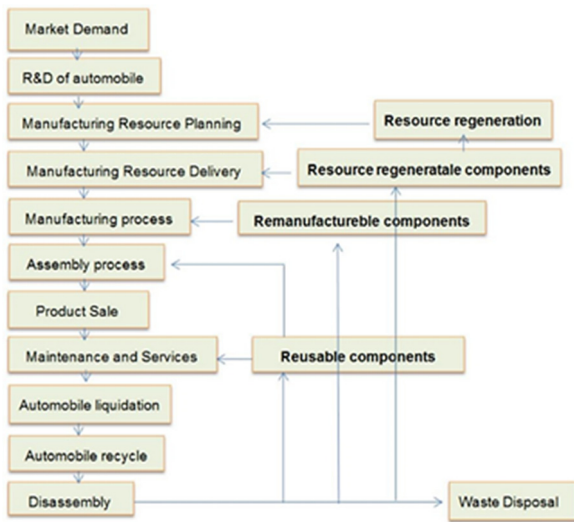 Market Demand
R&D of automobile
Manufacturing Resource Planning
Resource regeneration
Manufacturing Resource Delivery
Resource regeneratale components
Manufacturing process
Remanufactureble components
Assembly process
Product Sale
Maintenance and Services
Reusable components
Automobile liquidation
Automobile recycle
Disassembly
Waste Disposal